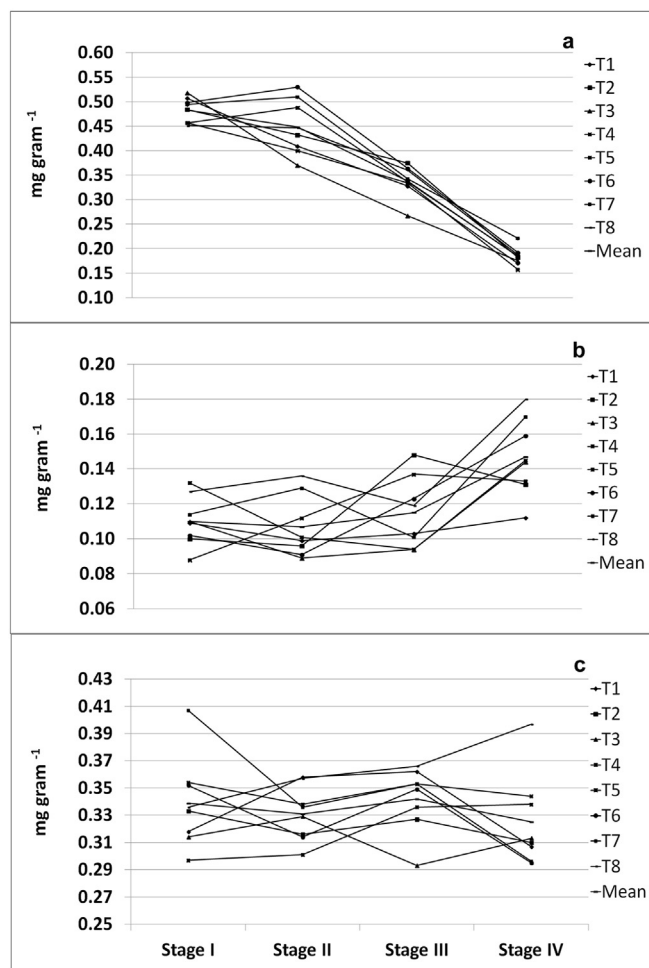 a
0.60
0.55
0.50
0.45
0.40
0.35
0.30
0.25
0.20
0.15
0.10
mg gram -1
T1
T2
T3
T4
T5
T6
T7
T8
Mean
b
0.20
0.18
0.16
0.14
0.12
0.10
0.08
0.06
mg gram -1
T1
T2
T3
T4
T5
T6
T7
T8
Mean
c
0.43
0.41
0.39
0.37
0.35
0.33
0.31
0.29
0.27
0.25
mg gram -1
T1
T2
T3
T4
T5
T6
T7
T8
Mean
Stage I Stage II Stage III Stage IV